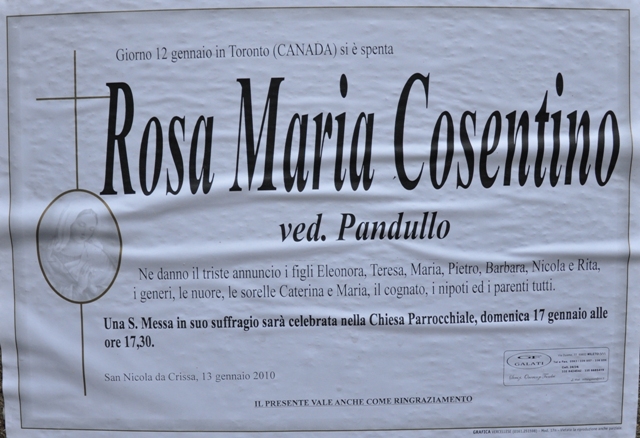 Giorno 12 gennaio in Toronto (CANADA) si è spenta
Rosa Maria Cosentino
ved. Pandullo
Ne danno il triste annuncio i figli Eleonora, Teresa, Maria, Pietro, Barbara, Nicola e Rita,
i generi, le nuore, le sorelle Caterina e Maria, il cognato, i nipoti ed i parenti tutti.
Una S. Messa in suo suffragio sarà celebrata nella Chiesa Parrocchiale, domenica 17 gennaio alle
ore 17,30.
San Nicola da Crissa, 13 gennaio 2010
GF
GALATI
IL PRESENTE VALE ANCHE COME RINGRAZIAMENTO
GRAFICA